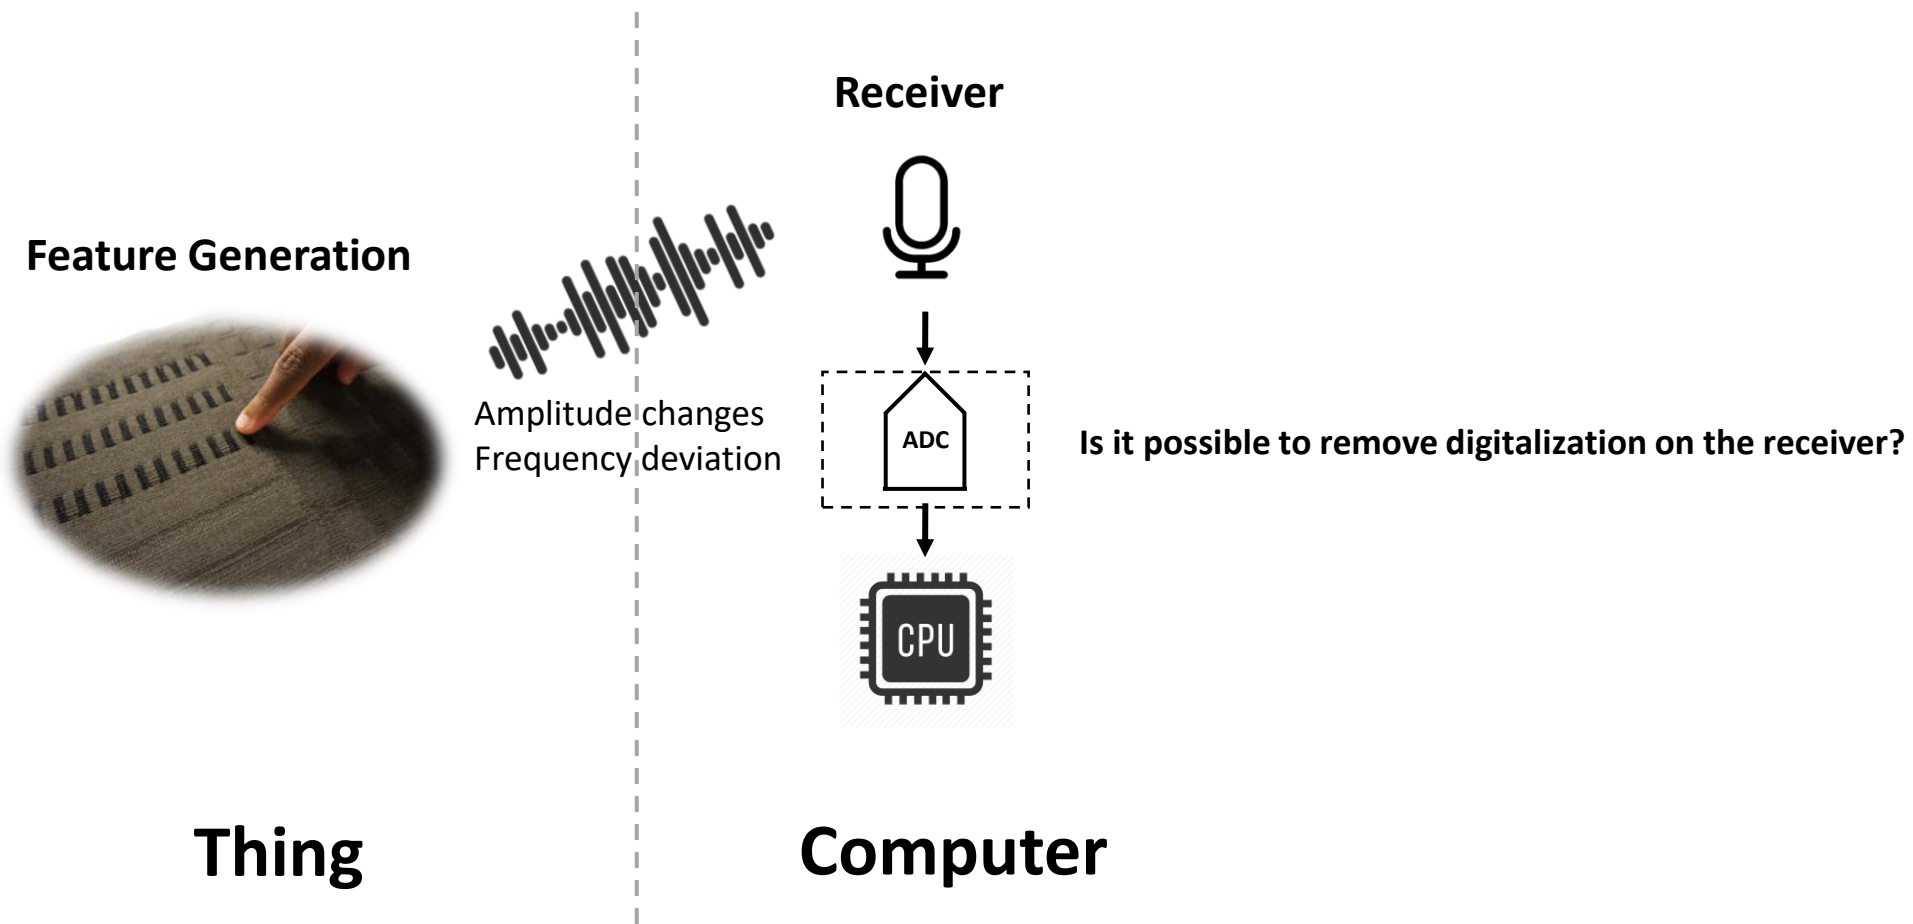 Receiver
Feature Generation
Amplitude changes
Frequency deviation
ADC
Is it possible to remove digitalization on the receiver?
CPU
Thing
Computer